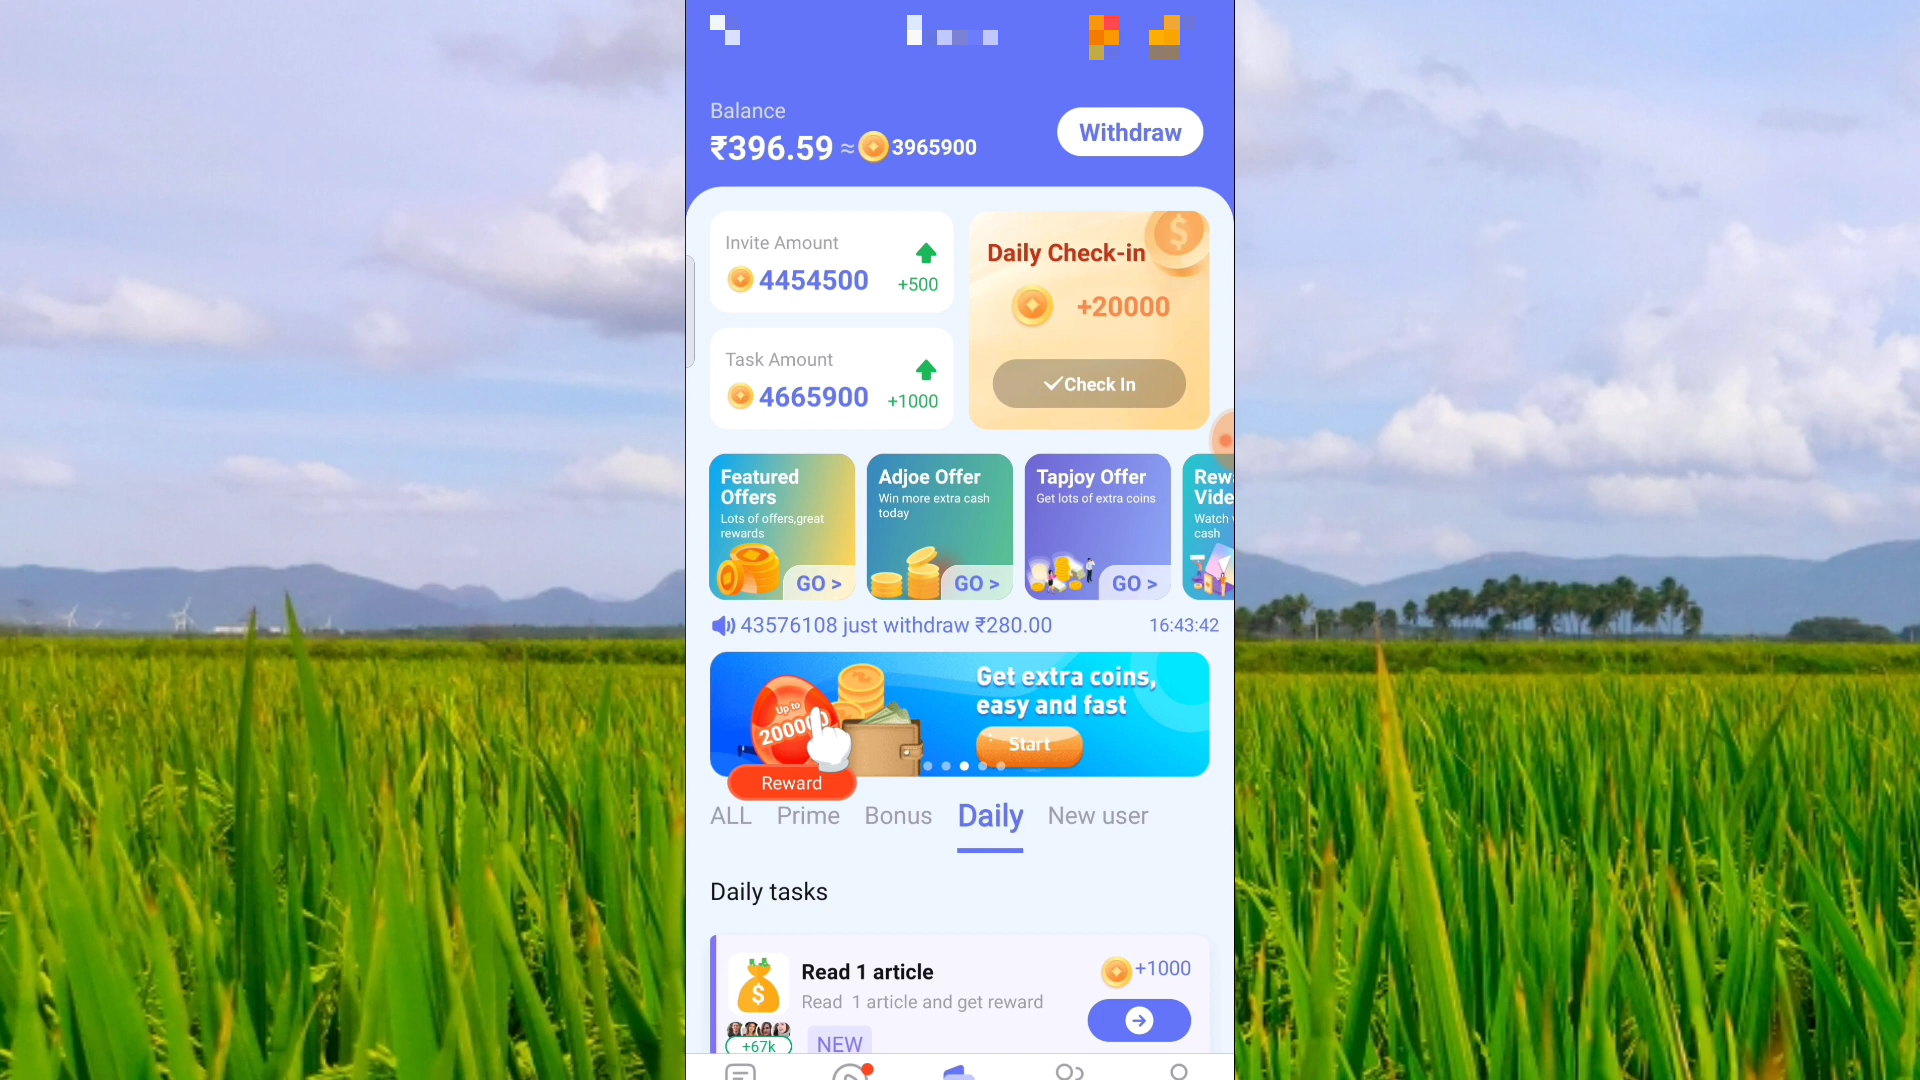 Balance
₹396.59 ≈ 3965900
Withdraw
Invite Amount
4454500
+500
Task Amount
4665900
+1000
Daily Check-in
+20000
Check In
Featured
Offers
Lots of offers,great
rewards
GO >
Adjoe Offer
Win more extra cash
today
GO >
Tapjoy Offer
Get lots of extra coins
GO >
Watch
cash
43576108 just withdraw ₹280.00
16:43:42
Up to
Get extra coins,
easy and fast
Start
Reward
ALL Prime Bonus Daily New user
Daily tasks
Read 1 article
+1000
Read 1 article and get reward
+67k
NEW